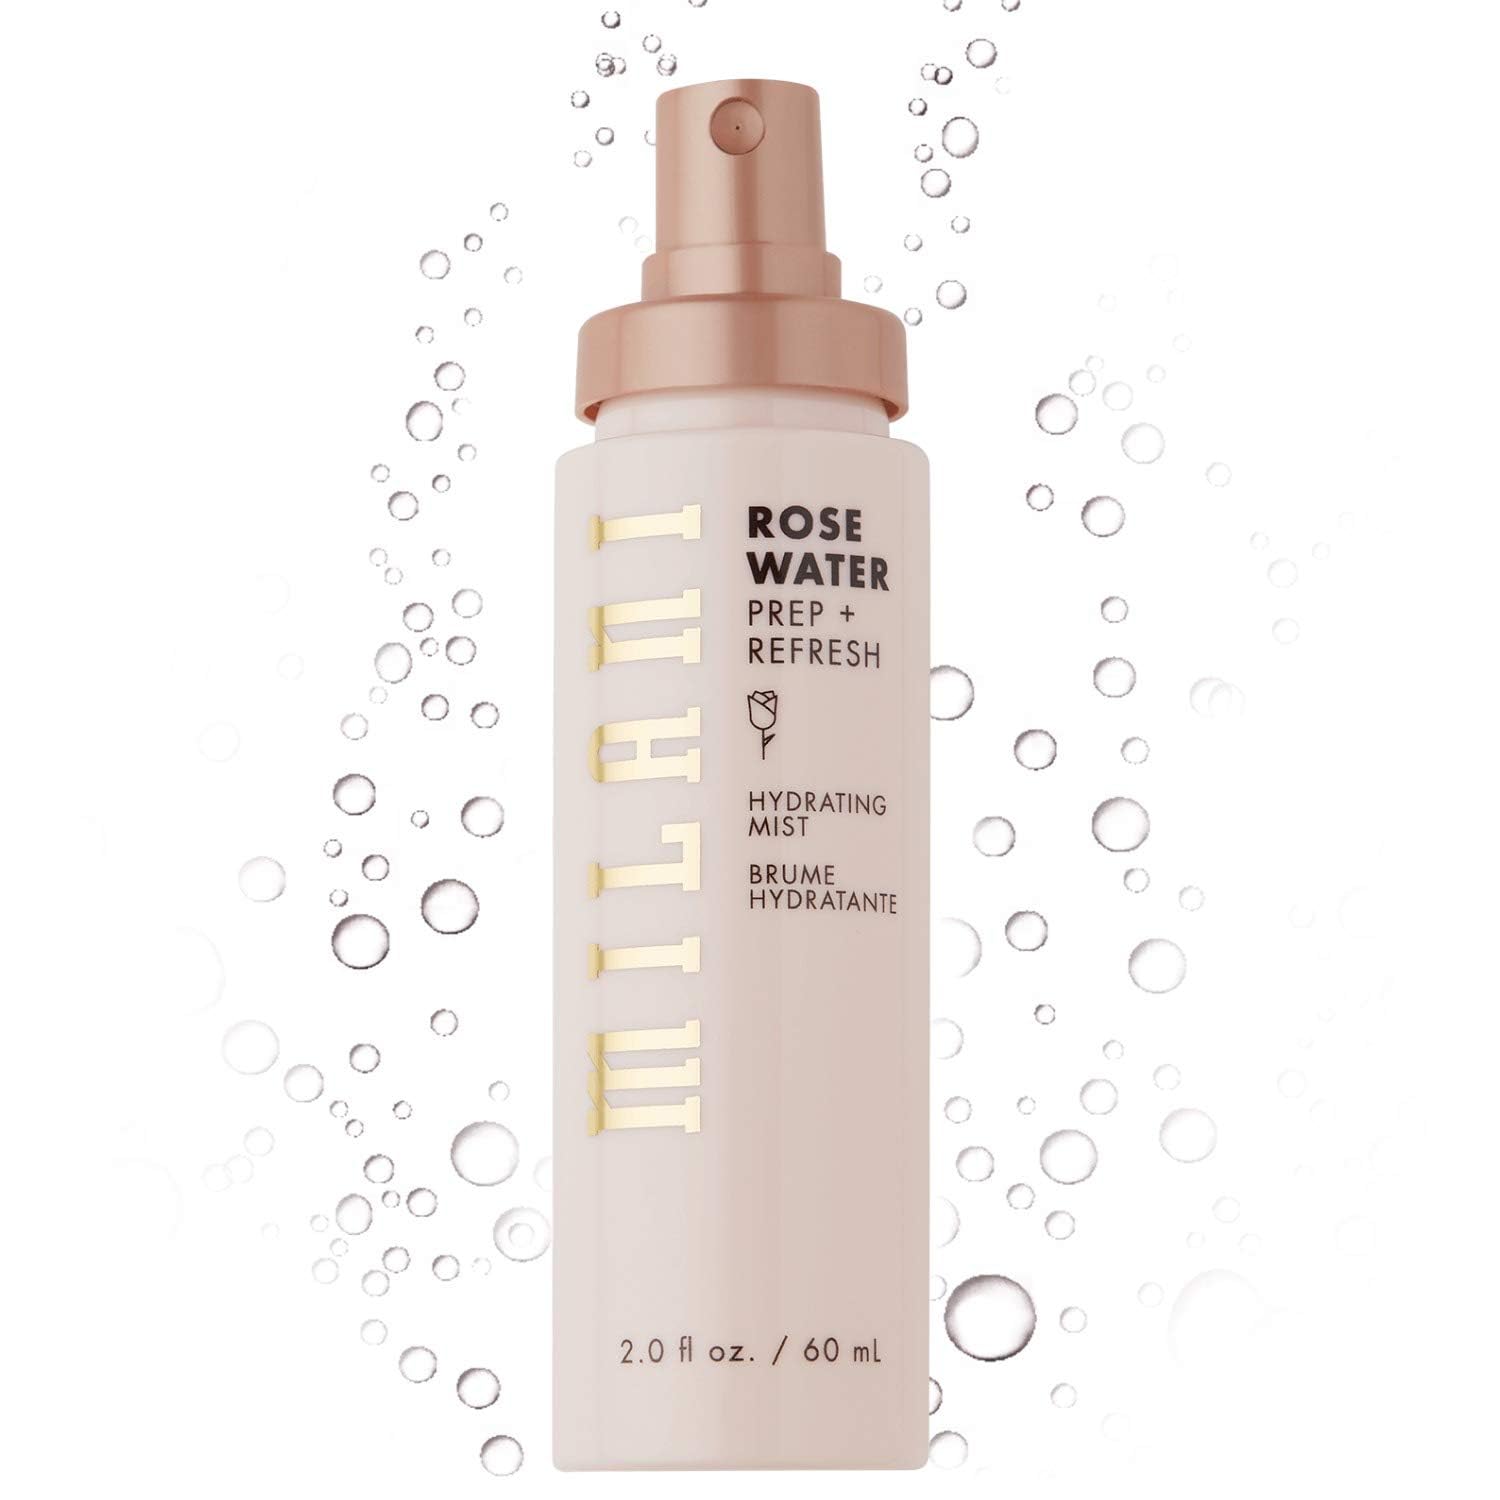 MILANI
ROSE
WATER
PREP +
REFRESH
HYDRATING
MIST
BRUME
HYDRATANTE
2.0 fl oz. / 60 mL